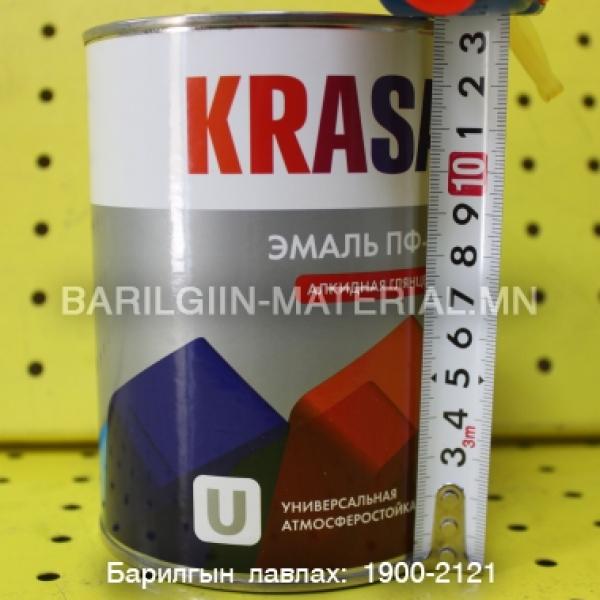 KRASA
ЭМАЛЬ ПФ-
АЛКИДНАЯ ГЛЯНЦ
BARILGIIN-MATERIAL.MN
U
УНИВЕРСАЛЬНАЯ
АТМОСФЕРОСТОЙКА
3
2
1
10
9
8
7
6
5
4
3m
3
Барилгын лавлах: 1900-2121